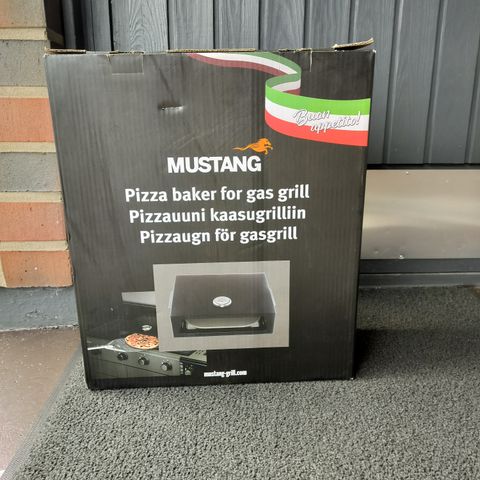 Buon
appetito!
MUSTANG
Pizza baker for gas grill
Pizzauuni kaasugrilliin
Pizzaugn för gasgrill
mustang-grill.com